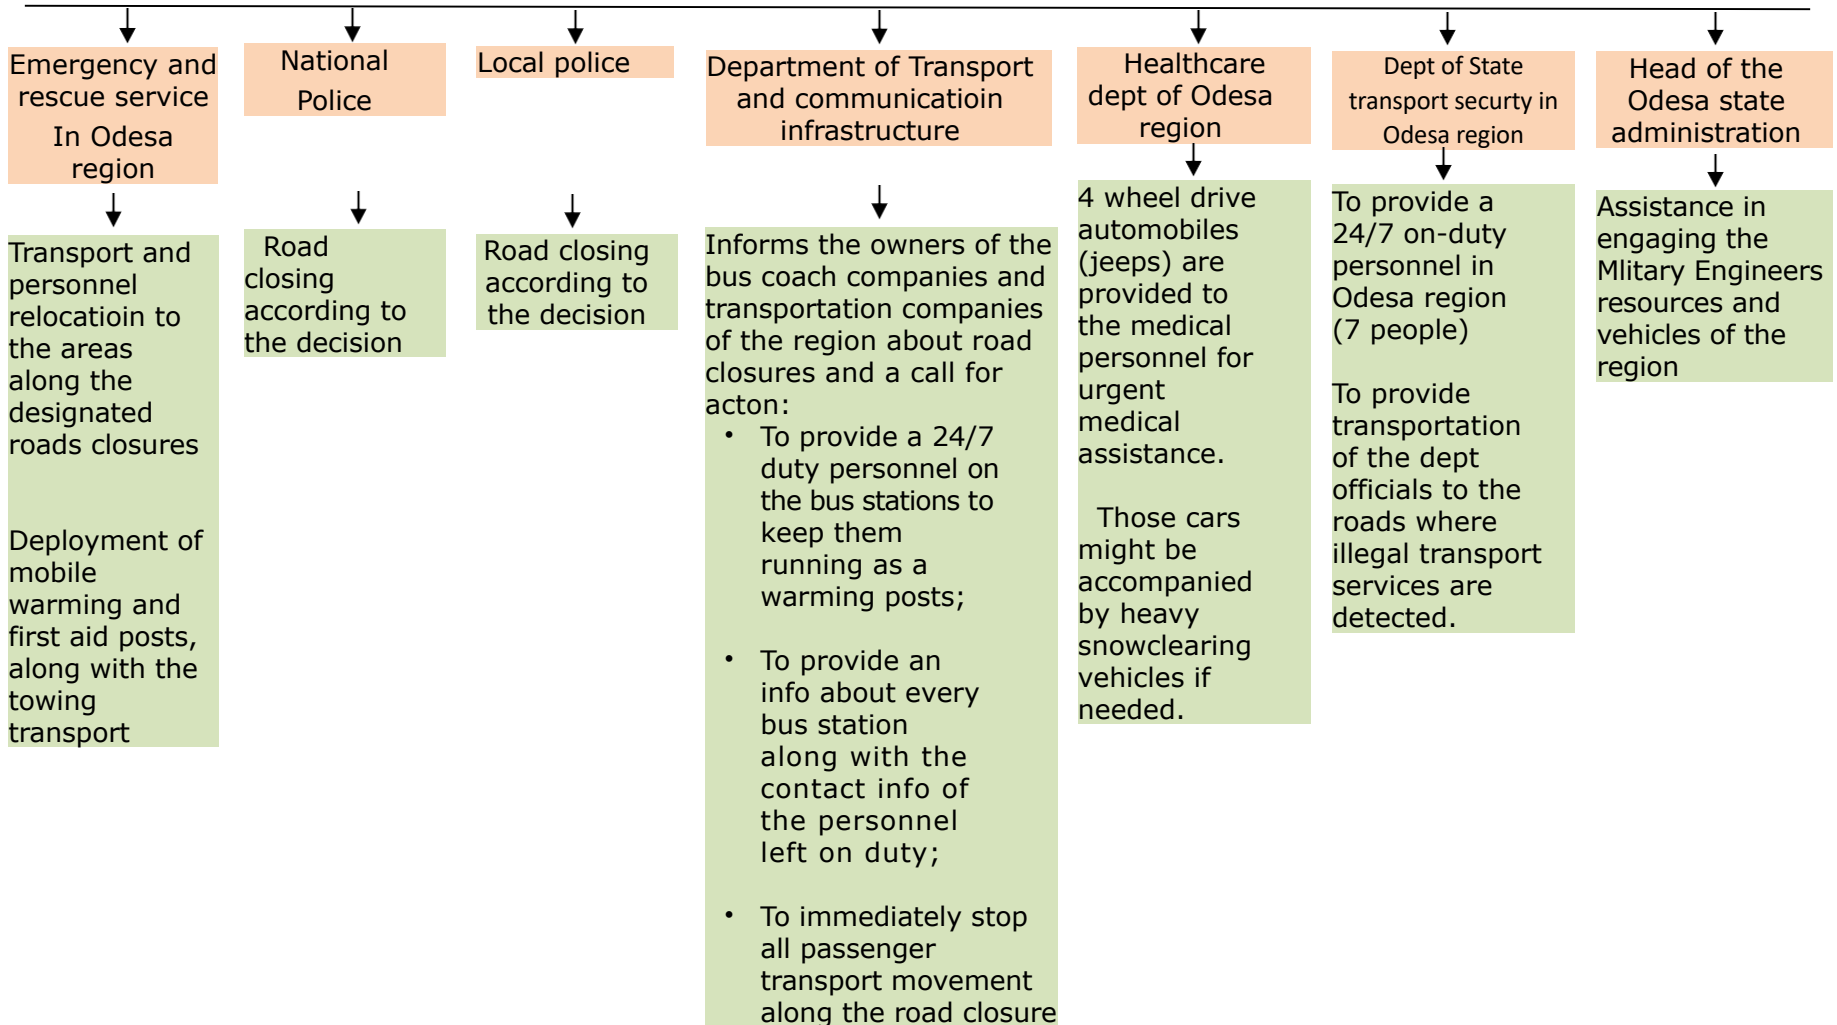 Emergency and
rescue service
In Odesa
region
National
Police
Local police
Department of Transport
and communicatioin
infrastructure
Healthcare
dept of Odesa
region
Dept of State
transport securty in
Odesa region
Head of the
Odesa state
administration
Transport and
personnel
relocatioin to
the areas
along the
designated
roads closures
Deployment of
mobile
warming and
first aid posts,
along with the
towing
transport
Road
closing
according to
the decision
Road closing
according to
the decision
Informs the owners of the
bus coach companies and
transportation companies
of the region about road
closures and a call for
acton:
• To provide a 24/7
duty personnel on
the bus stations to
keep them
running as a
warming posts;
• To provide an
info about every
bus station
along with the
contact info of
the personnel
left on duty;
• To immediately stop
all passenger
transport movement
along the road closure
4 wheel drive
automobiles
(jeeps) are
provided to
the medical
personnel for
urgent
medical
assistance.
Those cars
might be
accompanied
by heavy
snowclearing
vehicles if
needed.
To provide a
24/7 on-duty
personnel in
Odesa region
(7 people)
To provide
transportation
of the dept
officials to the
roads where
illegal transport
services are
detected.
Assistance in
engaging the
Mlitary Engineers
resources and
vehicles of the
region